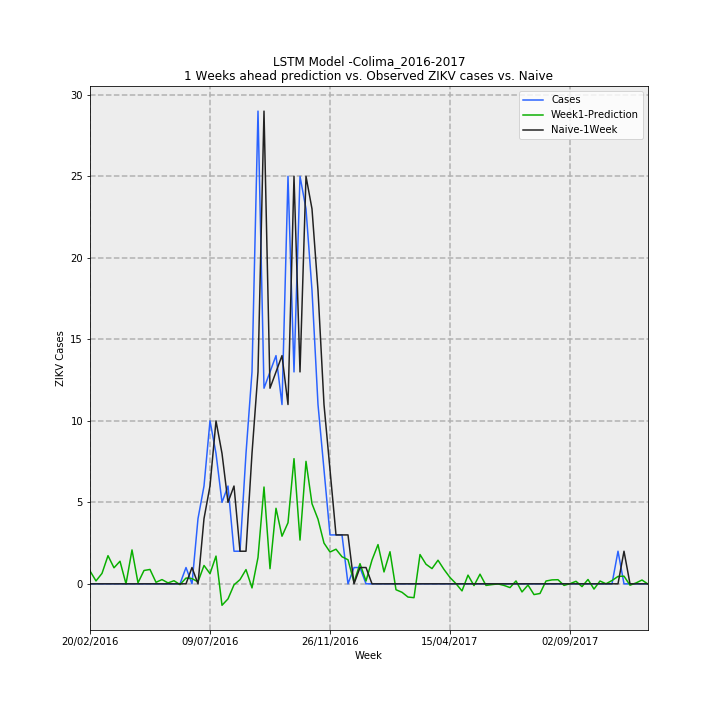 LSTM Model -Colima_2016-2017
1 Weeks ahead prediction vs. Observed ZIKV cases vs. Naive
Cases
Week1-Prediction
Naive-1Week
30
25
20
15
10
5
0
ZIKV Cases
20/02/2016 09/07/2016 26/11/2016 15/04/2017 02/09/2017
Week